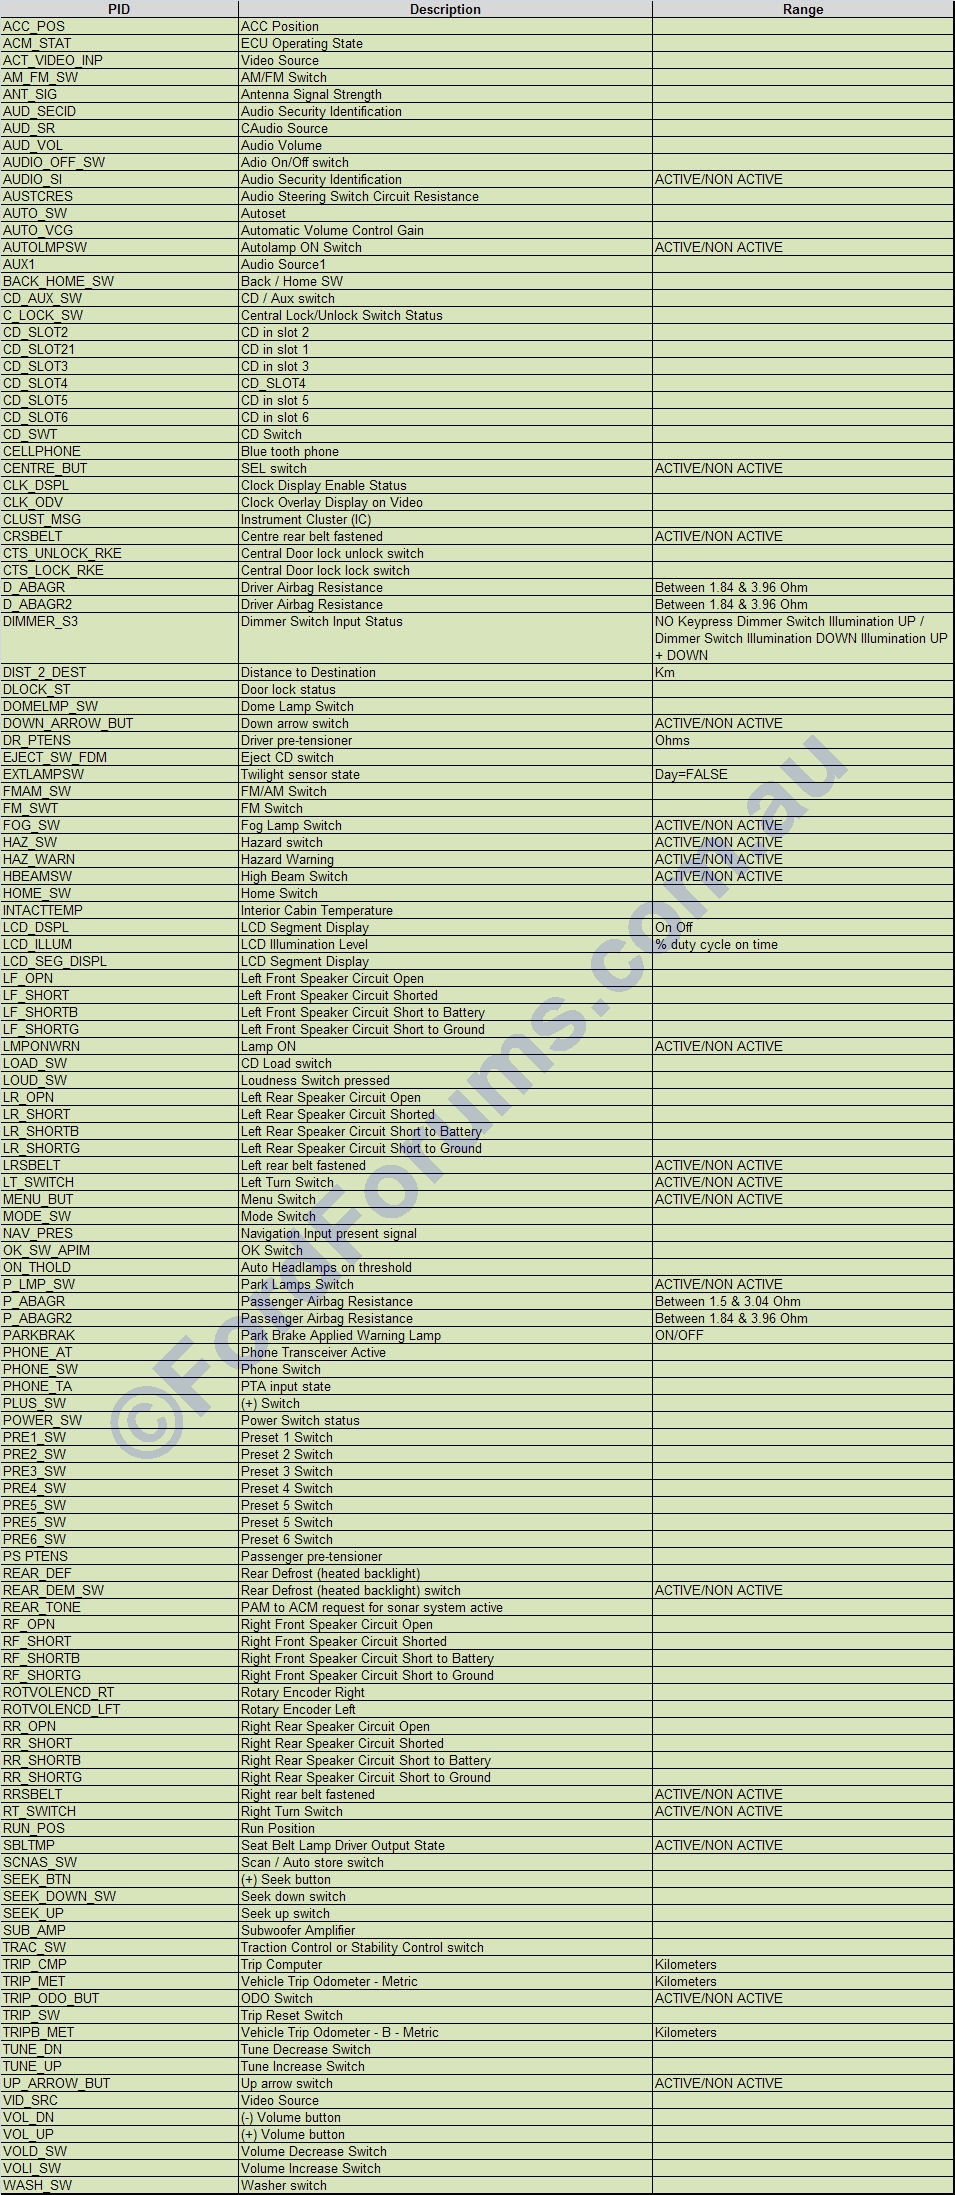 PID Description Range
ACC_POS ACC Position
ACM_STAT ECU Operating State
ACT_VIDEO_INP Video Source
AM_FM_SW AM/FM Switch
ANT_SIG Antenna Signal Strength
AUD_SECID Audio Security Identification
AUD_SR CAudio Source
AUD_VOL Audio Volume
AUDIO_OFF_SW Adio On/Off switch
AUDIO_SI Audio Security Identification ACTIVE/NON ACTIVE
AUSTCRES Audio Steering Switch Circuit Resistance
AUTO_SW Autoset
AUTO_VCG Automatic Volume Control Gain
AUTOLMPSW Autolamp ON Switch ACTIVE/NON ACTIVE
AUX1 Audio Source1
BACK_HOME_SW Back / Home SW
CD_AUX_SW CD / Aux switch
C_LOCK_SW Central Lock/Unlock Switch Status
CD_SLOT2 CD in slot 2
CD_SLOT21 CD in slot 1
CD_SLOT3 CD in slot 3
CD_SLOT4 CD_SLOT4
CD_SLOT5 CD in slot 5
CD_SLOT6 CD in slot 6
CD_SWT CD Switch
CELLPHONE Blue tooth phone
CENTRE_BUT SEL switch ACTIVE/NON ACTIVE
CLK_DSPL Clock Display Enable Status
CLK_ODV Clock Overlay Display on Video
CLUST_MSG Instrument Cluster (IC)
CRSBELT Centre rear belt fastened ACTIVE/NON ACTIVE
CTS_UNLOCK_RKE Central Door lock unlock switch
CTS_LOCK_RKE Central Door lock lock switch
D_ABAGR Driver Airbag Resistance Between 1.84 & 3.96 Ohm
D_ABAGR2 Driver Airbag Resistance Between 1.84 & 3.96 Ohm
DIMMER_S3 Dimmer Switch Input Status NO Keypress Dimmer Switch Illumination UP /
Dimmer Switch Illumination DOWN Illumination UP
+ DOWN
DIST_2_DEST Distance to Destination Km
DLOCK_ST Door lock status
DOMELMP_SW Dome Lamp Switch
DOWN_ARROW_BUT Down arrow switch ACTIVE/NON ACTIVE
DR_PTENS Driver pre-tensioner Ohms
EJECT_SW_FDM Eject CD switch
EXTLAMPSW Twilight sensor state Day=FALSE
FMAM_SW FM/AM Switch
FM_SWT FM Switch
FOG_SW Fog Lamp Switch ACTIVE/NON ACTIVE
HAZ_SW Hazard switch ACTIVE/NON ACTIVE
HAZ_WARN Hazard Warning ACTIVE/NON ACTIVE
HBEAMSW High Beam Switch ACTIVE/NON ACTIVE
HOME_SW Home Switch
INTACTTEMP Interior Cabin Temperature
LCD_DSPL LCD Segment Display On Off
LCD_ILLUM LCD Illumination Level % duty cycle on time
LCD_SEG_DISPL LCD Segment Display
LF_OPN Left Front Speaker Circuit Open
LF_SHORT Left Front Speaker Circuit Shorted
LF_SHORTB Left Front Speaker Circuit Short to Battery
LF_SHORTG Left Front Speaker Circuit Short to Ground
LMPONWRN Lamp ON ACTIVE/NON ACTIVE
LOAD_SW CD Load switch
LOUD_SW Loudness Switch pressed
LR_OPN Left Rear Speaker Circuit Open
LR_SHORT Left Rear Speaker Circuit Shorted
LR_SHORTB Left Rear Speaker Circuit Short to Battery
LR_SHORTG Left Rear Speaker Circuit Short to Ground
LRSBELT Left rear belt fastened ACTIVE/NON ACTIVE
LT_SWITCH Left Turn Switch ACTIVE/NON ACTIVE
MENU_BUT Menu Switch ACTIVE/NON ACTIVE
MODE_SW Mode Switch
NAV_PRES Navigation Input present signal
OK_SW_APIM OK Switch
ON_THOLD Auto Headlamps on threshold
P_LMP_SW Park Lamps Switch ACTIVE/NON ACTIVE
P_ABAGR Passenger Airbag Resistance Between 1.5 & 3.04 Ohm
P_ABAGR2 Passenger Airbag Resistance Between 1.84 & 3.96 Ohm
PARKBRAK Park Brake Applied Warning Lamp ON/OFF
PHONE_AT Phone Transceiver Active
PHONE_SW Phone Switch
PHONE_TA PTA input state
PLUS_SW (+) Switch
POWER_SW Power Switch status
PRE1_SW Preset 1 Switch
PRE2_SW Preset 2 Switch
PRE3_SW Preset 3 Switch
PRE4_SW Preset 4 Switch
PRE5_SW Preset 5 Switch
PRE5_SW Preset 5 Switch
PRE6_SW Preset 6 Switch
PS PTENS Passenger pre-tensioner
REAR_DEF Rear Defrost (heated backlight)
REAR_DEM_SW Rear Defrost (heated backlight) switch ACTIVE/NON ACTIVE
REAR_TONE PAM to ACM request for sonar system active
RF_OPN Right Front Speaker Circuit Open
RF_SHORT Right Front Speaker Circuit Shorted
RF_SHORTB Right Front Speaker Circuit Short to Battery
RF_SHORTG Right Front Speaker Circuit Short to Ground
ROTVOLENCD_RT Rotary Encoder Right
ROTVOLENCD_LFT Rotary Encoder Left
RR_OPN Right Rear Speaker Circuit Open
RR_SHORT Right Rear Speaker Circuit Shorted
RR_SHORTB Right Rear Speaker Circuit Short to Battery
RR_SHORTG Right Rear Speaker Circuit Short to Ground
RRSBELT Right rear belt fastened ACTIVE/NON ACTIVE
RT_SWITCH Right Turn Switch ACTIVE/NON ACTIVE
RUN_POS Run Position
SBLTMP Seat Belt Lamp Driver Output State ACTIVE/NON ACTIVE
SCNAS_SW Scan / Auto store switch
SEEK_BTN (+) Seek button
SEEK_DOWN_SW Seek down switch
SEEK_UP Seek up switch
SUB_AMP Subwoofer Amplifier
TRAC_SW Traction Control or Stability Control switch
TRIP_CMP Trip Computer Kilometers
TRIP_MET Vehicle Trip Odometer - Metric Kilometers
TRIP_ODO_BUT ODO Switch ACTIVE/NON ACTIVE
TRIP_SW Trip Reset Switch
TRIPB_MET Vehicle Trip Odometer - B - Metric Kilometers
TUNE_DN Tune Decrease Switch
TUNE_UP Tune Increase Switch
UP_ARROW_BUT Up arrow switch ACTIVE/NON ACTIVE
VID_SRC Video Source
VOL_DN (-) Volume button
VOL_UP (+) Volume button
VOLD_SW Volume Decrease Switch
VOLI_SW Volume Increase Switch
WASH_SW Washer switch
©FordForums.com.au